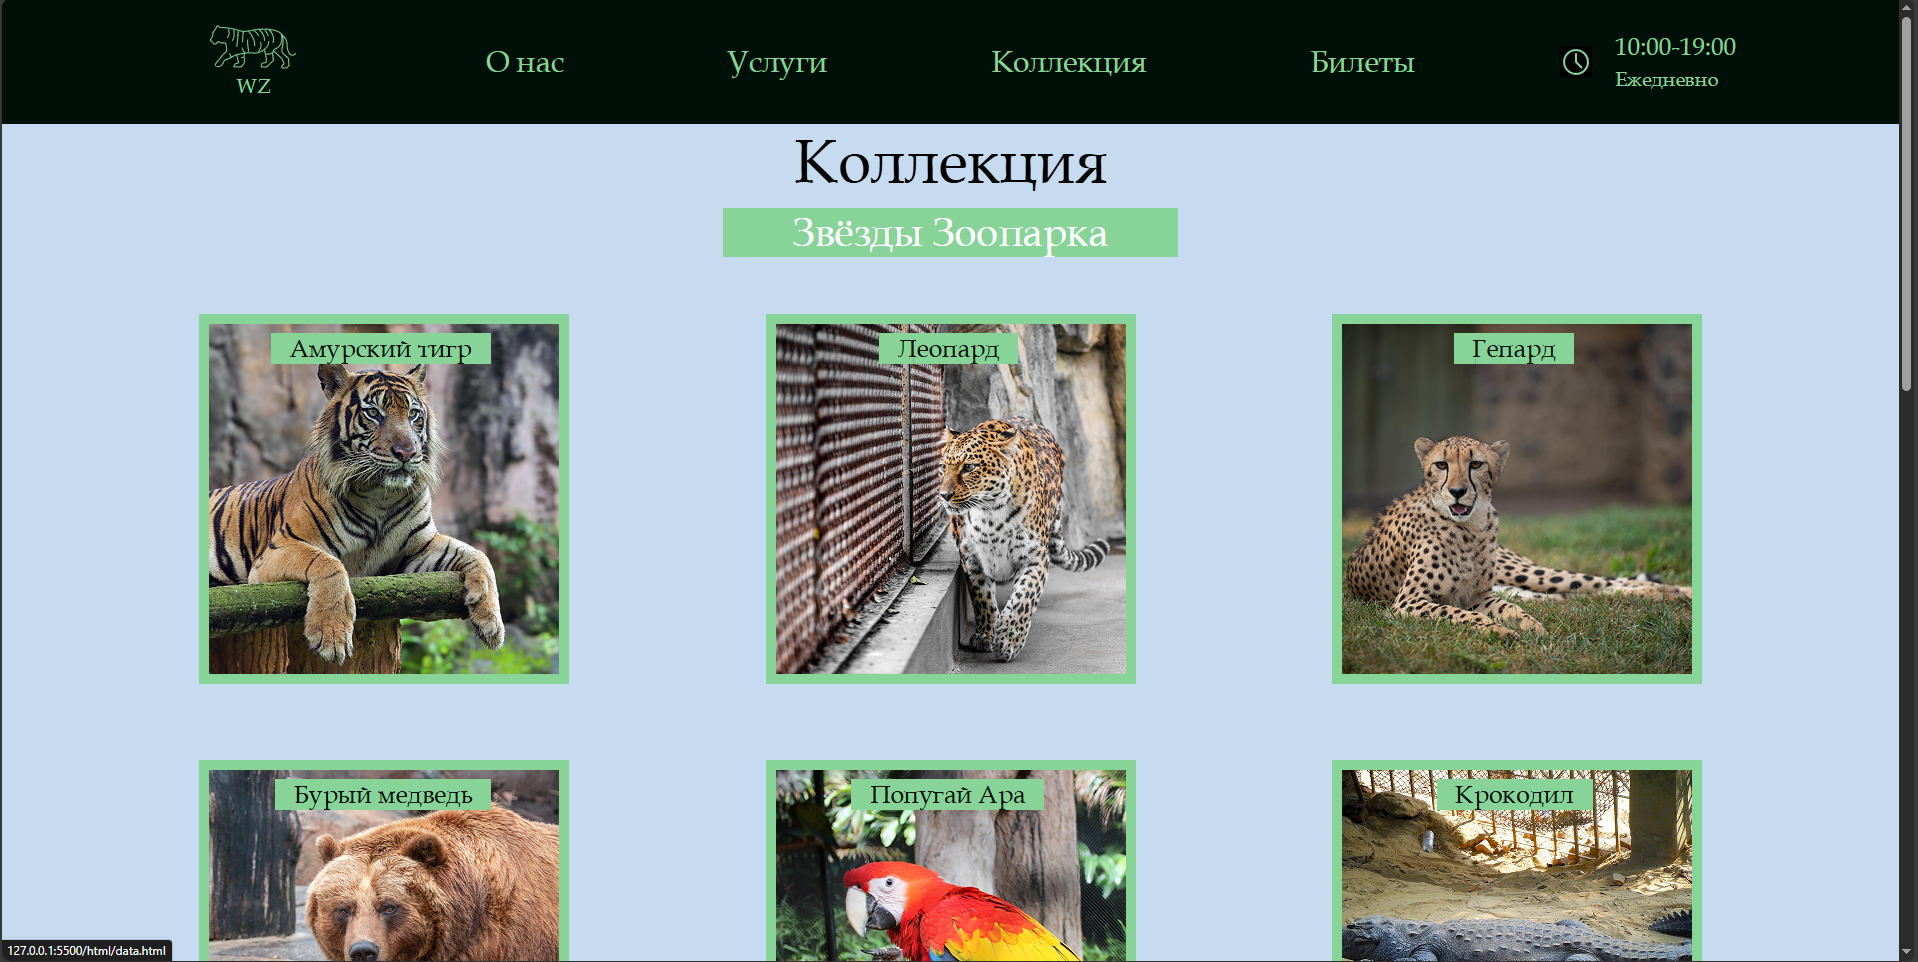 WZ
О нас
Услуги
Коллекция
Билеты
10:00-19:00
Ежедневно
Коллекция
Звёзды Зоопарка
Амурский тигр
Леопард
Гепард
Бурый медведь
Попугай Ара
Крокодил
127.0.0.1:5500/html/data.html